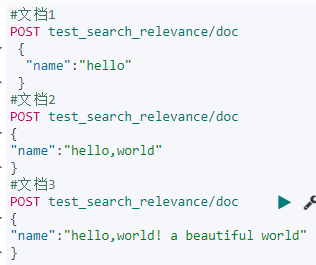 #文档1
POST test_search_relevance/doc
{
"name":"hello"
}
#文档2
POST test_search_relevance/doc
{
"name":"hello,world"
}
#文档3
POST test_search_relevance/doc
{
"name":"hello,world! a beautiful world"
}